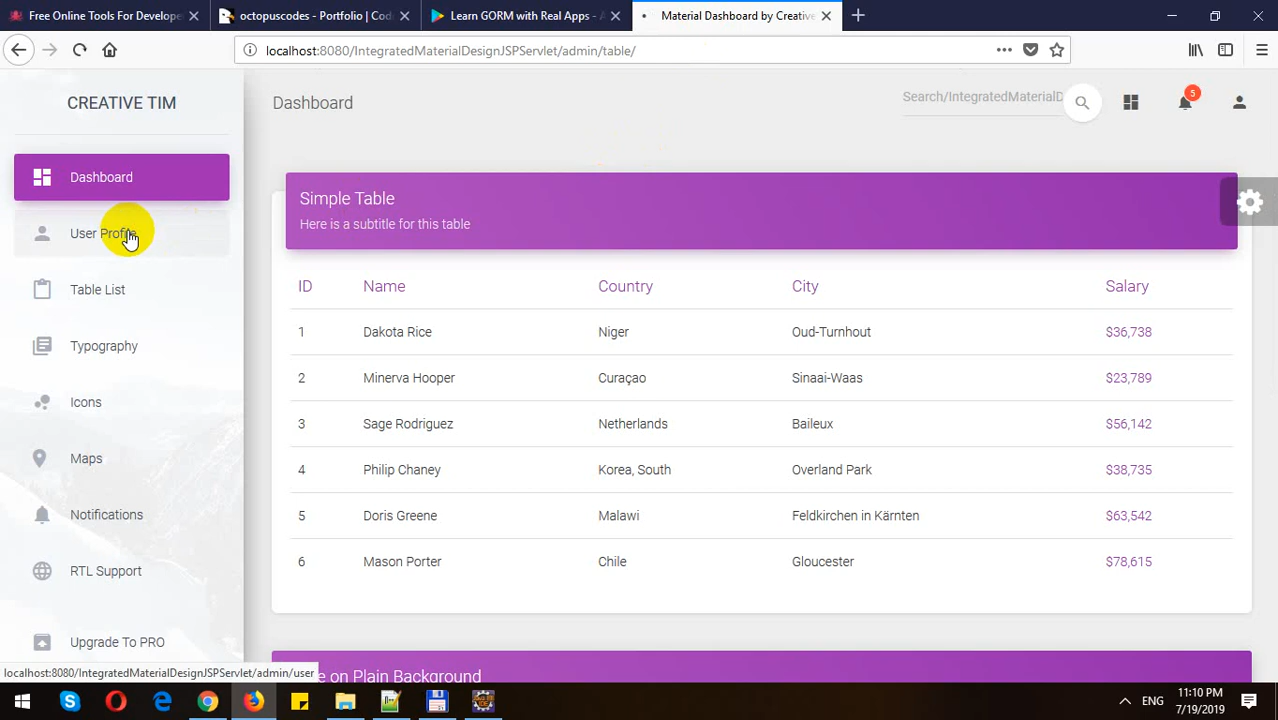 Free Online Tools For Develope
octopuscodes - Portfolio | Cod
Learn GORM with Real Apps - A
Material Dashboard by Creative
localhost:8080/IntegratedMaterialDesignJSPServlet/admin/table/
CREATIVE TIM
Dashboard
Search/IntegratedMaterialD
5
Dashboard
User Profile
Table List
Typography
Icons
Maps
Notifications
RTL Support
Upgrade To PRO
Simple Table
Here is a subtitle for this table
ID Name Country City Salary
1 Dakota Rice Niger Oud-Turnhout $36,738
2 Minerva Hooper Curaçao Sinaai-Waas $23,789
3 Sage Rodriguez Netherlands Baileux $56,142
4 Philip Chaney Korea, South Overland Park $38,735
5 Doris Greene Malawi Feldkirchen in Kärnten $63,542
6 Mason Porter Chile Gloucester $78,615
on Plain Background
localhost:8080/IntegratedMaterialDesignJSPServlet/admin/user
ENG
11:10 PM
7/19/2019